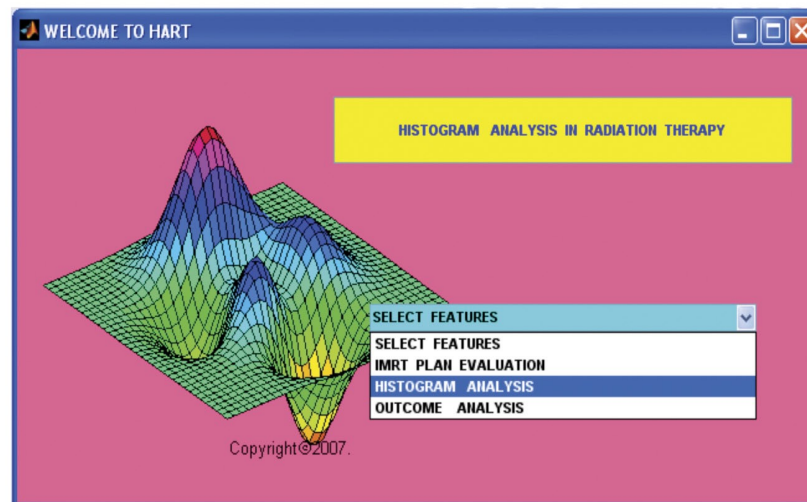 WELCOME TO HART
HISTOGRAM ANALYSIS IN RADIATION THERAPY
SELECT FEATURES
SELECT FEATURES
IMRT PLAN EVALUATION
HISTOGRAM ANALYSIS
OUTCOME ANALYSIS
Copyright©2007.